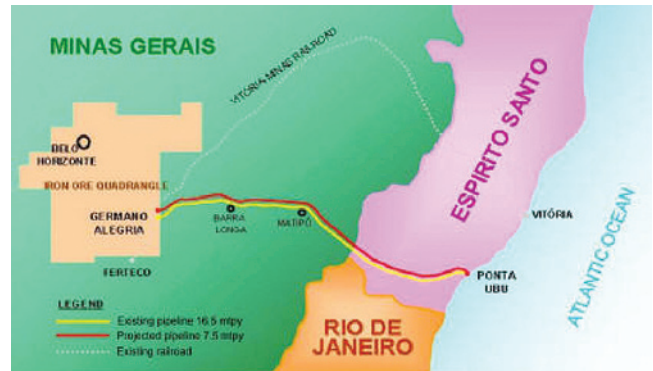 MINAS GERAIS
VITÓRIA-MINAS RAILROAD
ESPIRITO SANTO
ATLANTIC OCEAN
BELO
HORIZONTE
IRON ORE QUADRANGLE
GERMANO
ALEGRIA
BARRA
LONGA
MATIPÓ
VITÓRIA
FERTECO
PONTA
UBU
LEGEND
Existing pipeline 16.5 mtpy
Projected pipeline 7.5 mtpy
Existing railroad
RIO DE
JANEIRO